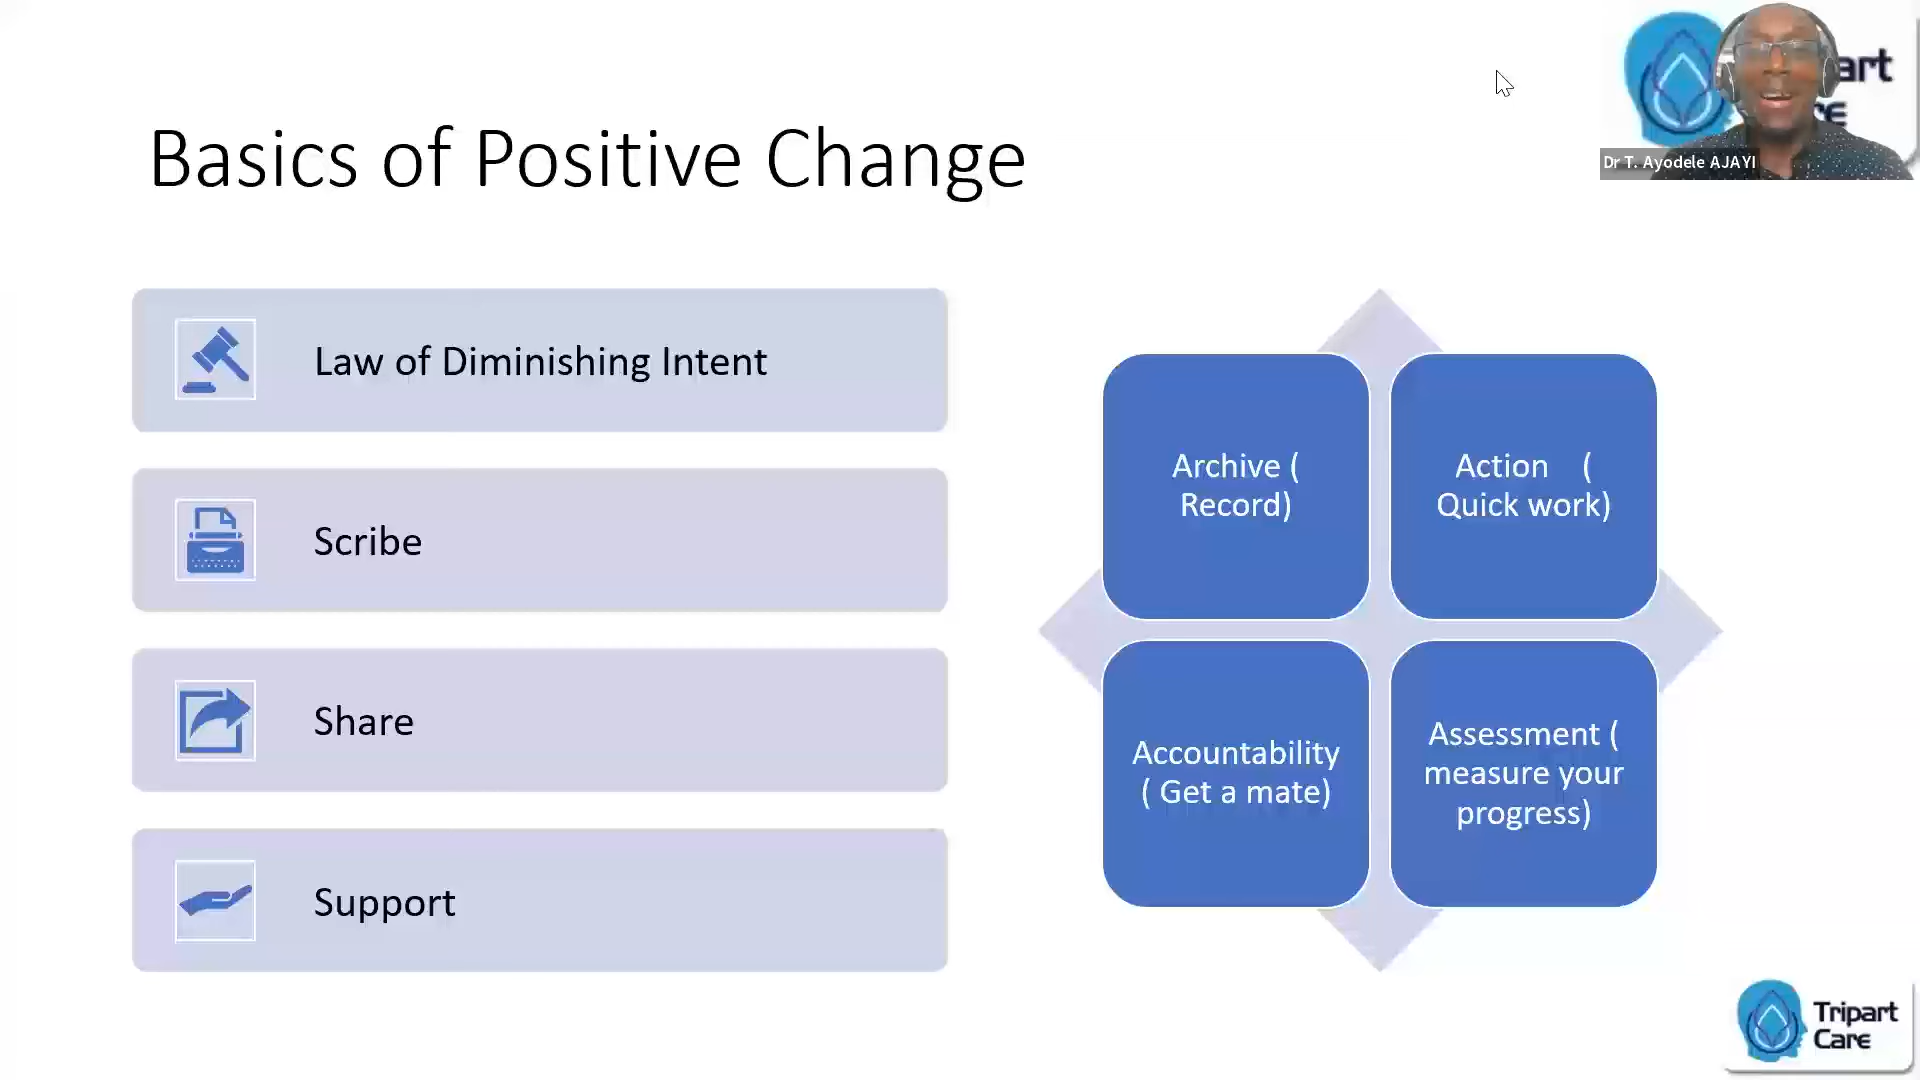 Basics of Positive Change
art
Dr T. Ayodele AJAYI
Law of Diminishing Intent
Scribe
Share
Support
Archive (
Record)
Action (
Quick work)
Accountability
( Get a mate)
Assessment (
measure your
progress)
Tripart
Care